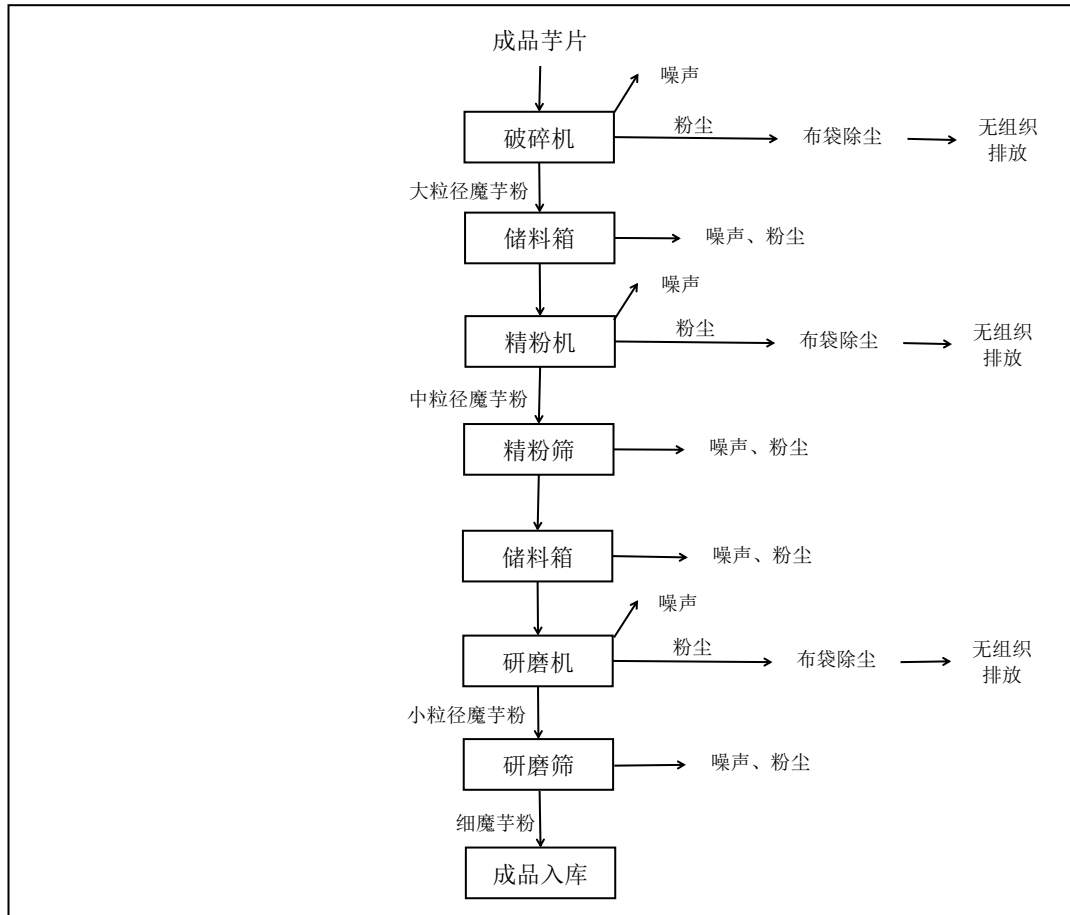 成品芋片
噪声
破碎机
粉尘
布袋除尘
无组织
排放
大粒径魔芋粉
储料箱
噪声、粉尘
噪声
精粉机
粉尘
布袋除尘
无组织
排放
中粒径魔芋粉
精粉筛
噪声、粉尘
储料箱
噪声、粉尘
噪声
研磨机
粉尘
布袋除尘
无组织
排放
小粒径魔芋粉
研磨筛
噪声、粉尘
细魔芋粉
成品入库